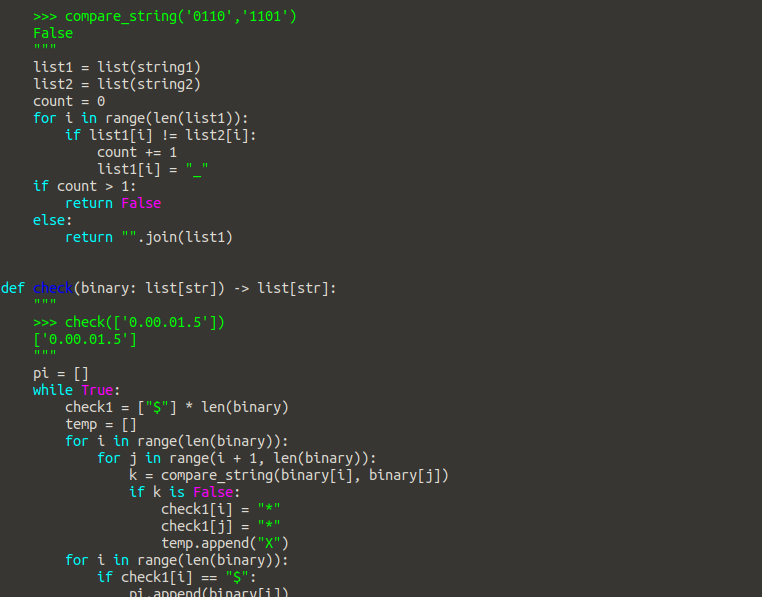 >>> compare_string('0110','1101')
    False
    """
    list1 = list(string1)
    list2 = list(string2)
    count = 0
    for i in range(len(list1)):
        if list1[i] != list2[i]:
            count += 1
            list1[i] = "_"
    if count > 1:
        return False
    else:
        return "".join(list1)
def check(binary: list[str]) -> list[str]:
    """
    >>> check(['0.00.01.5'])
    ['0.00.01.5']
    """
    pi = []
    while True:
        check1 = ["$"] * len(binary)
        temp = []
        for i in range(len(binary)):
            for j in range(i + 1, len(binary)):
                k = compare_string(binary[i], binary[j])
                if k is False:
                    check1[i] = "*"
                    check1[j] = "*"
                    temp.append("X")
        for i in range(len(binary)):
            if check1[i] == "$":
                pi.append(binary[i])